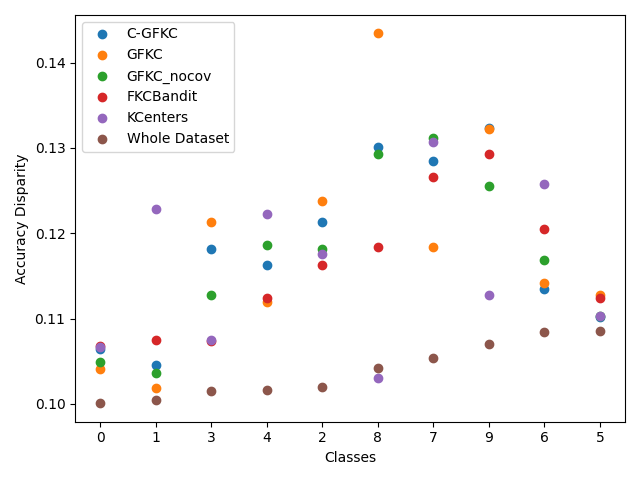 C-GFKC
GFKC
GFKC_nocov
FKCBandit
KCenters
Whole Dataset
0.14
0.13
0.12
0.11
0.10
Accuracy Disparity
0 1 3 4 2 8 7 9 6 5
Classes